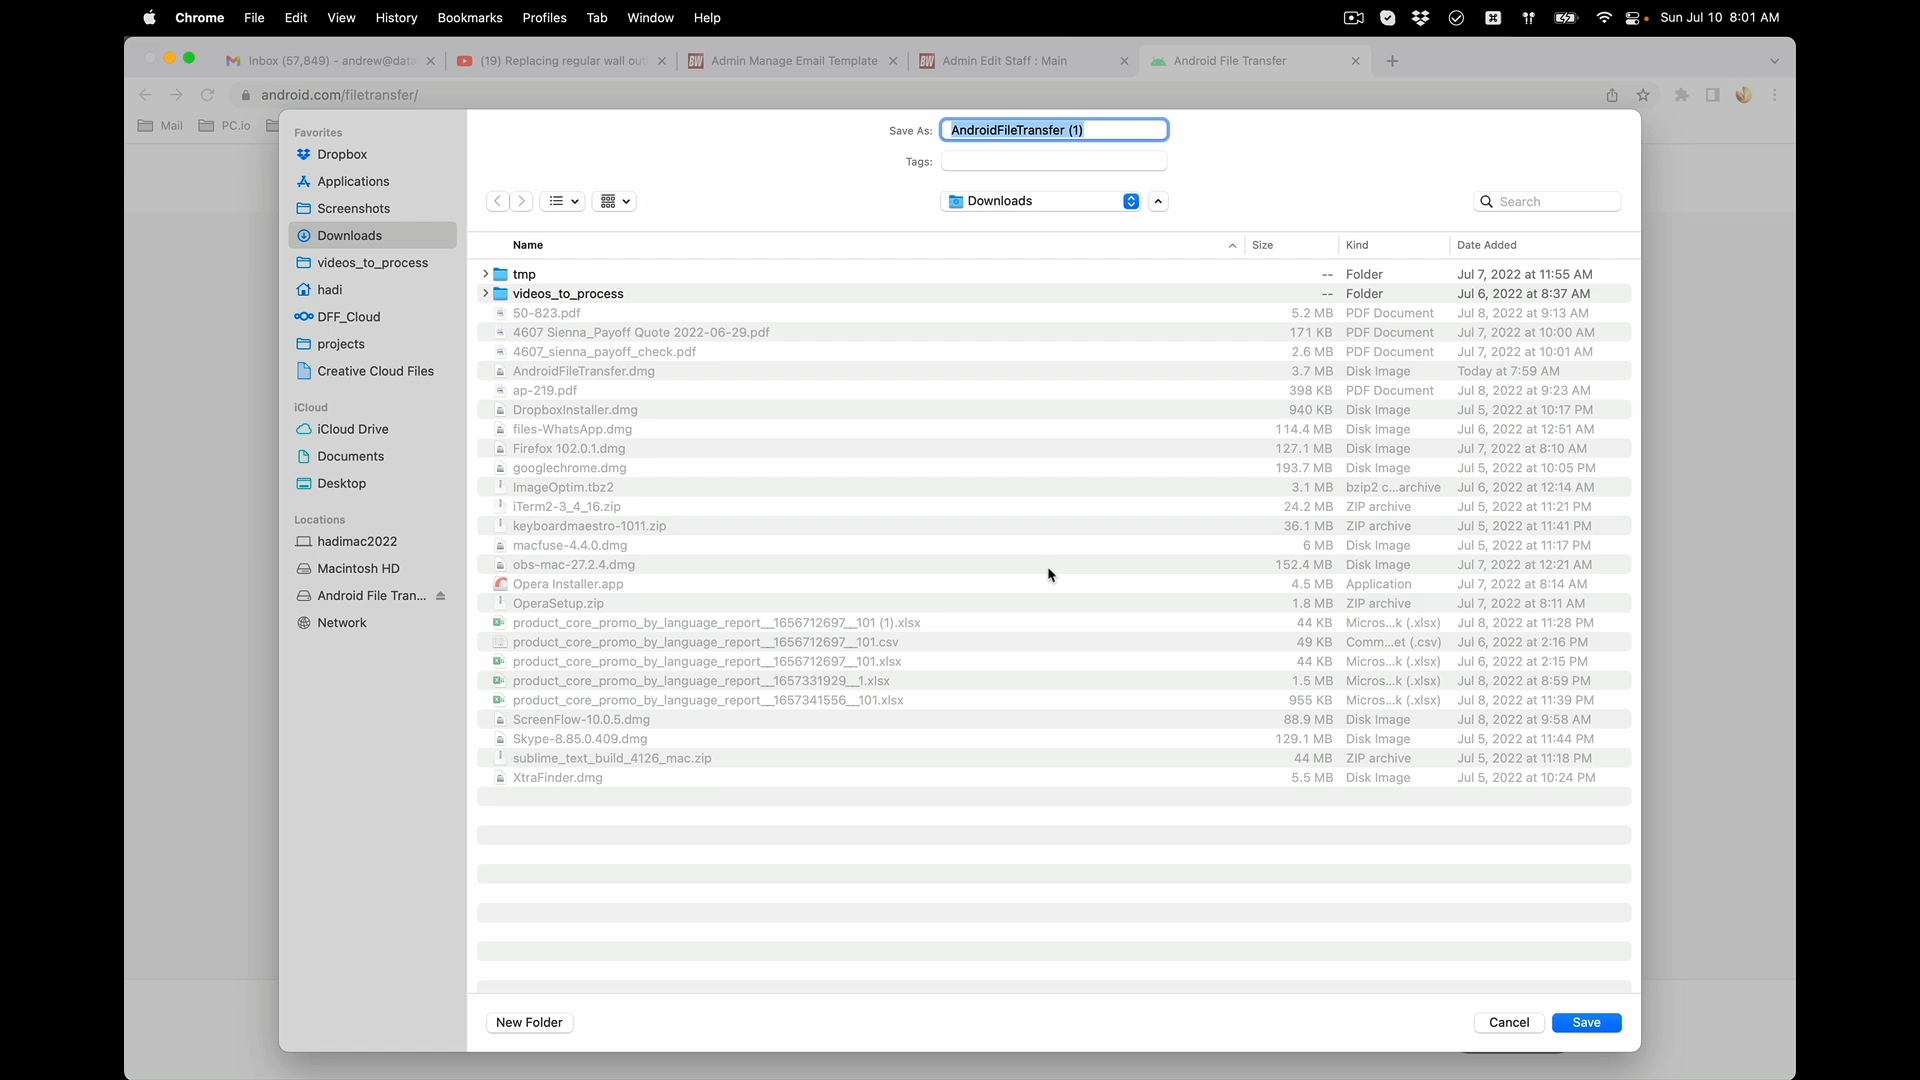 Chrome File Edit View History Bookmarks Profiles Tab Window Help Sun Jul 10 8:01 AM
Inbox (57,849) - andrew@data (19) Replacing regular wall out Admin Manage Email Template Admin Edit Staff : Main Android File Transfer
android.com/filetransfer/
Mail PC.io
Save As: AndroidFileTransfer (1)
Tags:
Downloads Search
Favorites
Dropbox
Applications
Screenshots
Downloads
videos_to_process
hadi
DFF_Cloud
projects
Creative Cloud Files
iCloud
iCloud Drive
Documents
Desktop
Locations
hadimac2022
Macintosh HD
Android File Tran...
Network
Name Size Kind Date Added
tmp -- Folder Jul 7, 2022 at 11:55 AM
videos_to_process -- Folder Jul 6, 2022 at 8:37 AM
50-823.pdf 5.2 MB PDF Document Jul 8, 2022 at 9:13 AM
4607 Sienna_Payoff Quote 2022-06-29.pdf 171 KB PDF Document Jul 7, 2022 at 10:00 AM
4607_sienna_payoff_check.pdf 2.6 MB PDF Document Jul 7, 2022 at 10:01 AM
AndroidFileTransfer.dmg 3.7 MB Disk Image Today at 7:59 AM
ap-219.pdf 398 KB PDF Document Jul 8, 2022 at 9:23 AM
DropboxInstaller.dmg 940 KB Disk Image Jul 5, 2022 at 10:17 PM
files-WhatsApp.dmg 114.4 MB Disk Image Jul 6, 2022 at 12:51 AM
Firefox 102.0.1.dmg 127.1 MB Disk Image Jul 7, 2022 at 8:10 AM
googlechrome.dmg 193.7 MB Disk Image Jul 5, 2022 at 10:05 PM
ImageOptim.tbz2 3.1 MB bzip2 c...archive Jul 6, 2022 at 12:14 AM
iTerm2-3_4_16.zip 24.2 MB ZIP archive Jul 5, 2022 at 11:21 PM
keyboardmaestro-1011.zip 36.1 MB ZIP archive Jul 5, 2022 at 11:41 PM
macfuse-4.4.0.dmg 6 MB Disk Image Jul 5, 2022 at 11:17 PM
obs-mac-27.2.4.dmg 152.4 MB Disk Image Jul 7, 2022 at 12:21 AM
Opera Installer.app 4.5 MB Application Jul 7, 2022 at 8:14 AM
OperaSetup.zip 1.8 MB ZIP archive Jul 7, 2022 at 8:11 AM
product_core_promo_by_language_report__1656712697__101 (1).xlsx 44 KB Micros...k (.xlsx) Jul 8, 2022 at 11:28 PM
product_core_promo_by_language_report__1656712697__101.csv 49 KB Comm...et (.csv) Jul 6, 2022 at 2:16 PM
product_core_promo_by_language_report__1656712697__101.xlsx 44 KB Micros...k (.xlsx) Jul 6, 2022 at 2:15 PM
product_core_promo_by_language_report__1657331929__1.xlsx 1.5 MB Micros...k (.xlsx) Jul 8, 2022 at 8:59 PM
product_core_promo_by_language_report__1657341556__101.xlsx 955 KB Micros...k (.xlsx) Jul 8, 2022 at 11:39 PM
ScreenFlow-10.0.5.dmg 88.9 MB Disk Image Jul 8, 2022 at 9:58 AM
Skype-8.85.0.409.dmg 129.1 MB Disk Image Jul 5, 2022 at 11:44 PM
sublime_text_build_4126_mac.zip 44 MB ZIP archive Jul 5, 2022 at 11:18 PM
XtraFinder.dmg 5.5 MB Disk Image Jul 5, 2022 at 10:24 PM
New Folder Cancel Save